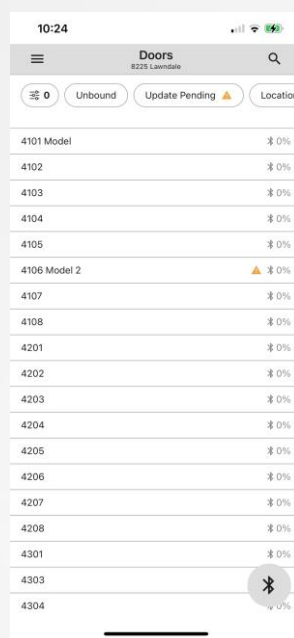 10:24
Doors
8225 Lawndale
0
Unbound
Update Pending
Location
4101 Model 0%
4102 0%
4103 0%
4104 0%
4105 0%
4106 Model 2 0%
4107 0%
4108 0%
4201 0%
4202 0%
4203 0%
4204 0%
4205 0%
4206 0%
4207 0%
4208 0%
4301 0%
4303
4304 0%